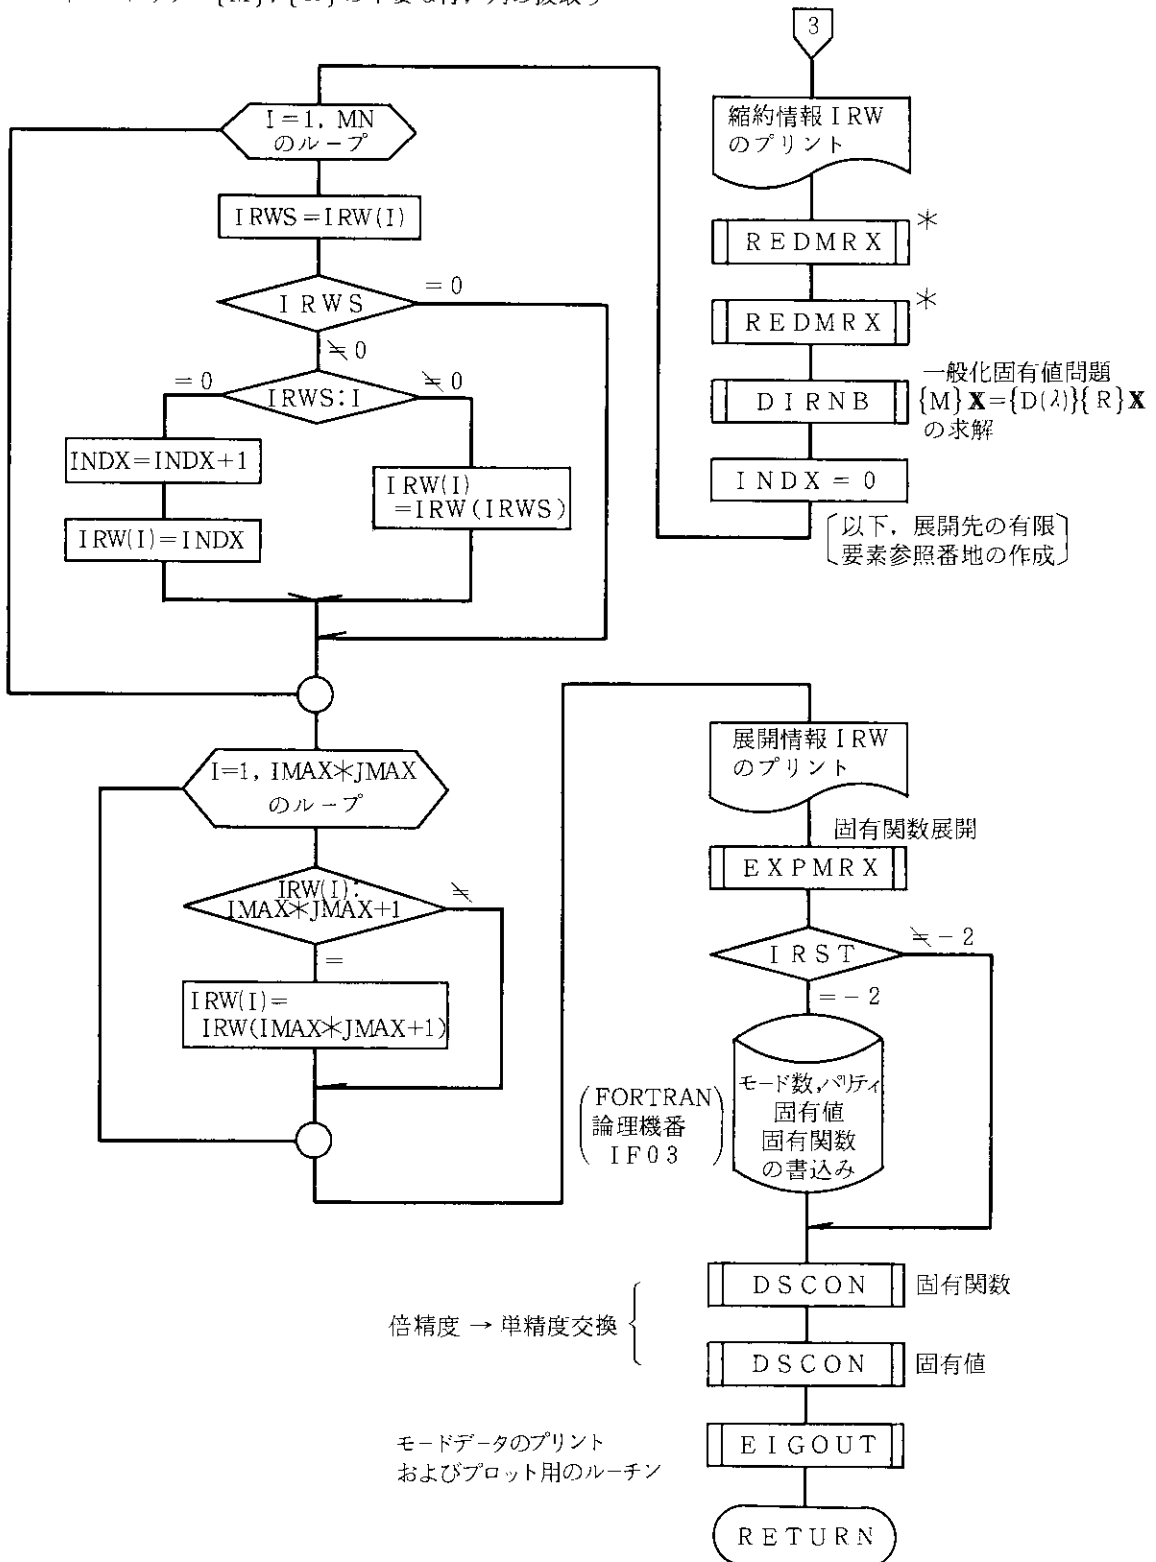 3
縮約情報IRW
のプリント
REDMRX *
REDMRX *
DIRNB
一般化固有値問題
{M}X={D(λ)}{R}X
の求解
INDX=0
以下,展開先の有限
要素参照番地の作成
I=1, MN
のループ
IRWS=IRW(I)
IRWS
=0
≒0
IRWS:I
=0
≒0
INDX=INDX+1
IRW(I)=INDX
IRW(I)
=IRW(IRWS)
I=1, IMAX*JMAX
のループ
IRW(I):
IMAX*JMAX+1
≒
=
IRW(I)=
IRW(IMAX*JMAX+1)
展開情報IRW
のプリント
固有関数展開
EXPMRX
IRST
≒-2
=-2
モード数,パリティ
固有値
固有関数
の書込み
FORTRAN
論理機番
IF03
DSCON 固有関数
倍精度→単精度交換
DSCON 固有値
モードデータのプリント
およびプロット用のルーチン
EIGOUT
RETURN